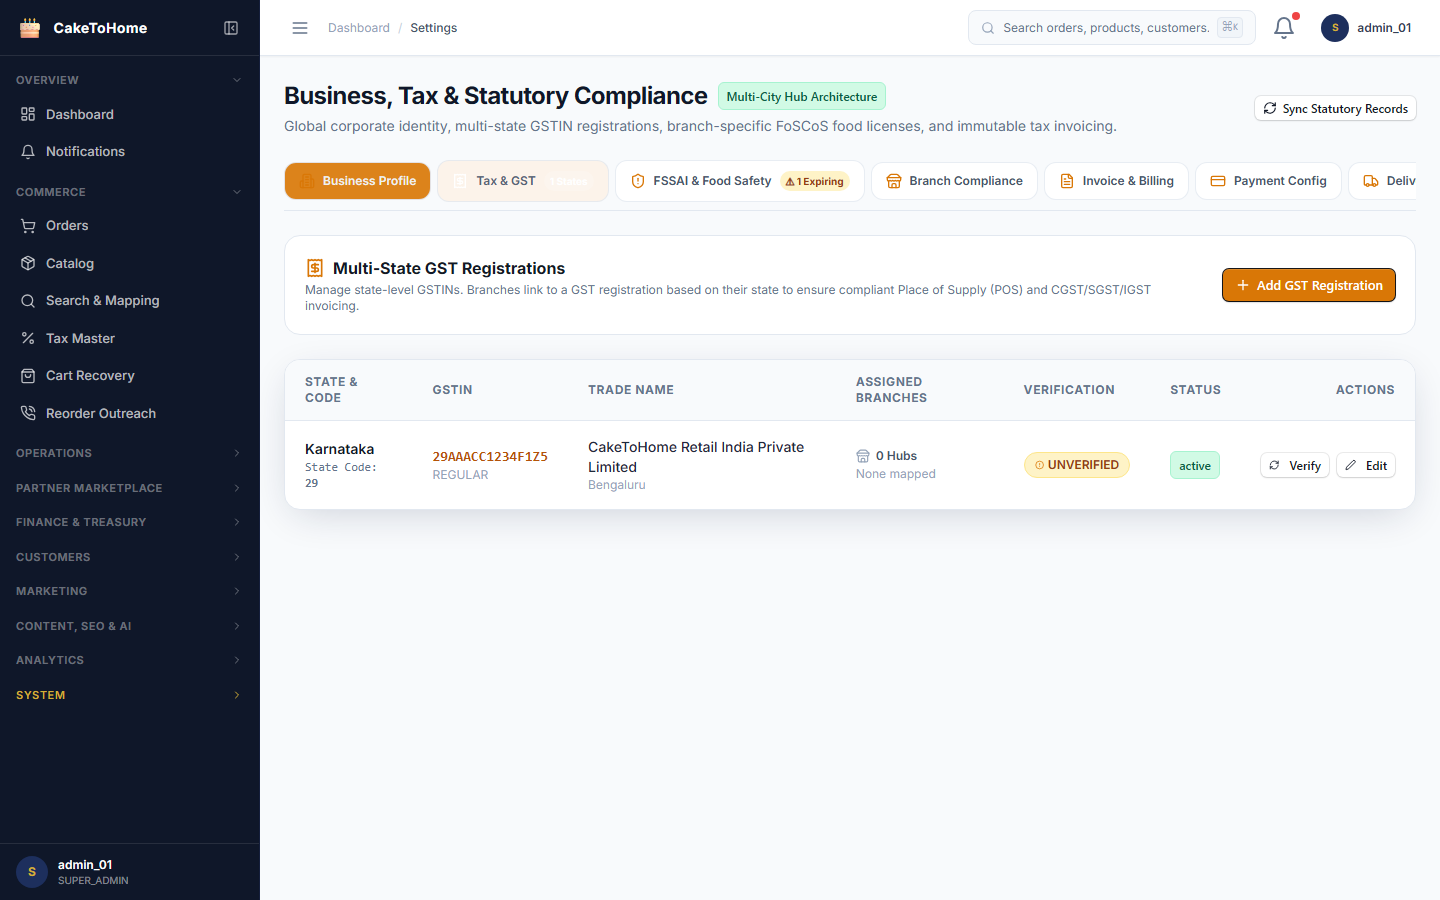 CakeToHome
Dashboard / Settings
Search orders, products, customers. ⌘K
S admin_01
OVERVIEW
Dashboard
Notifications
COMMERCE
Orders
Catalog
Search & Mapping
Tax Master
Cart Recovery
Reorder Outreach
OPERATIONS
PARTNER MARKETPLACE
FINANCE & TREASURY
CUSTOMERS
MARKETING
CONTENT, SEO & AI
ANALYTICS
SYSTEM
S admin_01
SUPER_ADMIN
Business, Tax & Statutory Compliance Multi-City Hub Architecture
Global corporate identity, multi-state GSTIN registrations, branch-specific FoSCoS food licenses, and immutable tax invoicing.
Sync Statutory Records
Business Profile Tax & GST FSSAI & Food Safety 1 Expiring Branch Compliance Invoice & Billing Payment Config Deliv
Multi-State GST Registrations
Manage state-level GSTINs. Branches link to a GST registration based on their state to ensure compliant Place of Supply (POS) and CGST/SGST/IGST
invoicing.
+ Add GST Registration
STATE &
CODE
GSTIN
TRADE NAME
ASSIGNED
BRANCHES
VERIFICATION
STATUS
ACTIONS
Karnataka
State Code:
29
29AAACC1234F1Z5
REGULAR
CakeToHome Retail India Private
Limited
Bengaluru
0 Hubs
None mapped
UNVERIFIED
active
Verify
Edit